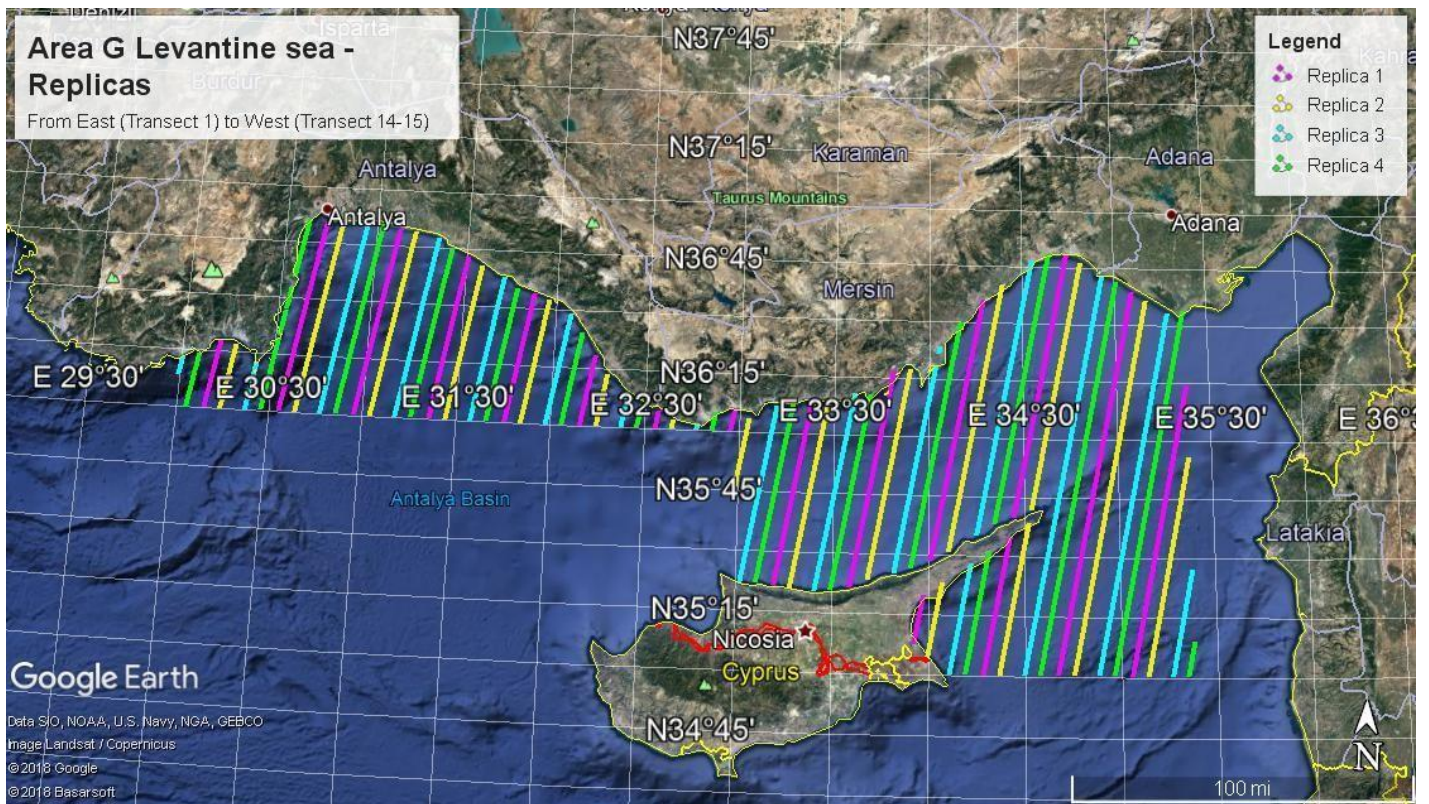 Area G Levantine sea -
Replicas
From East (Transect 1) to West (Transect 14-15)
Legend
Replica 1
Replica 2
Replica 3
Replica 4
Denizli
Isparta
Burdur
Konya
N37°45'
N37°15'
Karaman
Adana
Antalya
Taurus Mountains
Antalya
Adana
N36°45'
Mersin
N36°15'
E 29°30'
E 30°30'
E 31°30'
E 32°30'
E 33°30'
E 34°30'
E 35°30'
N35°45'
Antalya Basin
Latakia
N35°15'
Nicosia
Cyprus
N34°45'
Google Earth
Data SIO, NOAA, U.S. Navy, NGA, GEBCO
Image Landsat / Copernicus
©2018 Google
©2018 Basarsoft
N
100 mi